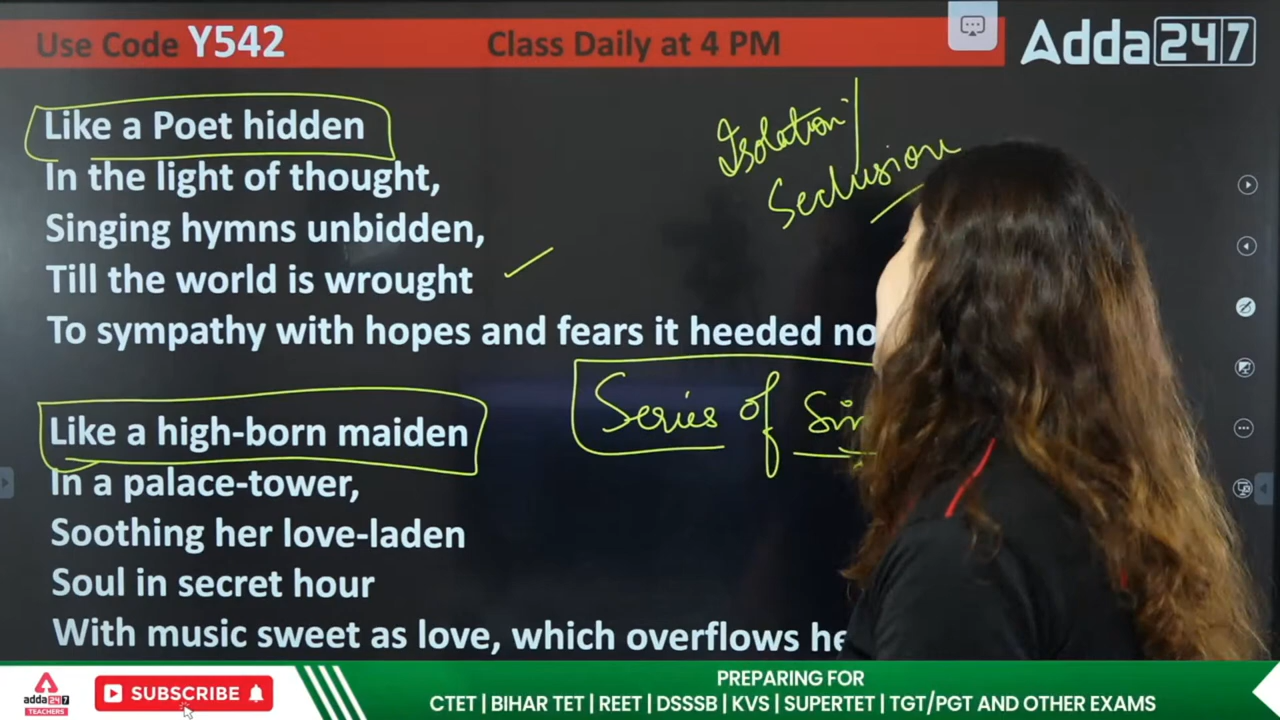 Use Code Y542
Class Daily at 4 PM
Adda247
Like a Poet hidden
In the light of thought,
Singing hymns unbidden,
Till the world is wrought
To sympathy with hopes and fears it heeded
Isolation/
Seclusion
Series of
Like a high-born maiden
In a palace-tower,
Soothing her love-laden
Soul in secret hour
With music sweet as love, which overflows
adda247
TEACHERS
SUBSCRIBE
PREPARING FOR
CTET | BIHAR TET | REET | DSSSB | KVS | SUPERTET | TGT/PGT AND OTHER EXAMS